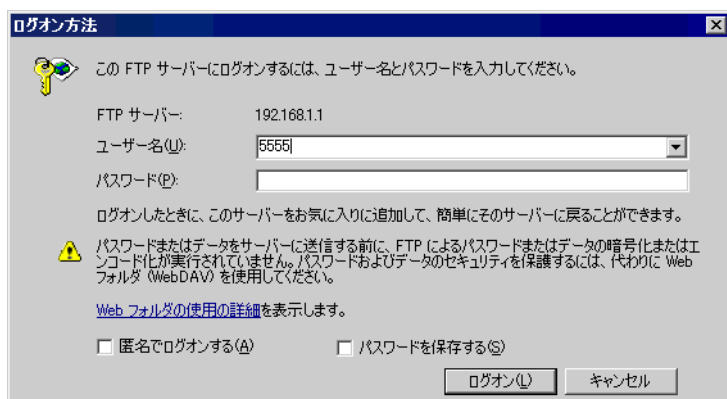 ログオン方法
この FTP サーバーにログオンするには、ユーザー名とパスワードを入力してください。
FTP サーバー: 192.168.1.1
ユーザー名(U): 5555
パスワード(P):
ログオンしたときに、このサーバーをお気に入りに追加して、簡単にそのサーバーに戻ることができます。
パスワードまたはデータをサーバーに送信する前に、FTP によるパスワードまたはデータの暗号化またはエ
ンコード化が実行されていません。パスワードおよびデータのセキュリティを保護するには、代わりに Web
フォルダ (WebDAV) を使用してください。
Web フォルダの使用の詳細を表示します。
匿名でログオンする(A) パスワードを保存する(S)
ログオン(L) キャンセル